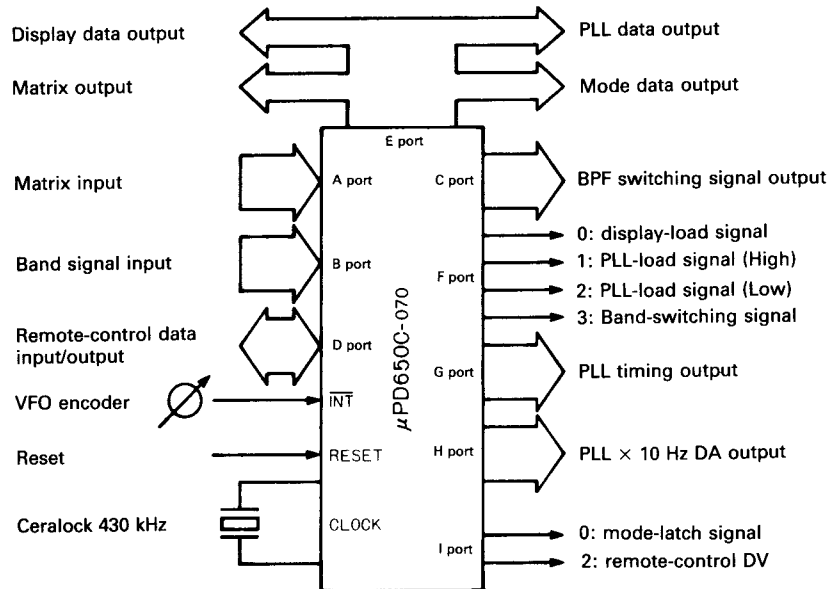 Display data output
PLL data output
Matrix output
Mode data output
E port
Matrix input
A port
C port
BPF switching signal output
0: display-load signal
Band signal input
B port
F port
1: PLL-load signal (High)
2: PLL-load signal (Low)
3: Band-switching signal
Remote-control data
input/output
D port
μPD650C-070
G port
PLL timing output
VFO encoder
INT
Reset
RESET
H port
PLL × 10 Hz DA output
Ceralock 430 kHz
CLOCK
I port
0: mode-latch signal
2: remote-control DV